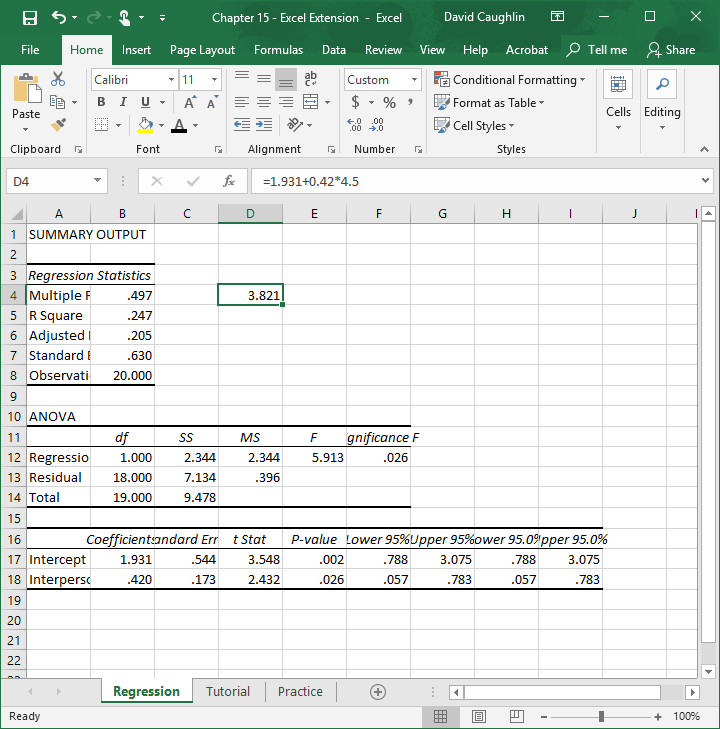 Chapter 15 - Excel Extension - Excel David Caughlin
File Home Insert Page Layout Formulas Data Review View Help Acrobat Tell me Share
Paste
Clipboard
Calibri 11
B I U A A
A
Font
ab
Alignment
Custom
$ % ,
.0 .00
.00 .0
Number
Conditional Formatting
Format as Table
Cell Styles
Styles
Cells
Editing
D4 fx =1.931+0.42*4.5
A B C D E F G H I J
1 SUMMARY OUTPUT
2
3 Regression Statistics
4 Multiple R .497 3.821
5 R Square .247
6 Adjusted .205
7 Standard E .630
8 Observati 20.000
9
10 ANOVA
11 df SS MS F gnificance F
12 Regressio 1.000 2.344 2.344 5.913 .026
13 Residual 18.000 7.134 .396
14 Total 19.000 9.478
15
16 Coefficients andard Err t Stat P-value Lower 95% Upper 95% ower 95.0% pper 95.0%
17 Intercept 1.931 .544 3.548 .002 .788 3.075 .788 3.075
18 Interperso .420 .173 2.432 .026 .057 .783 .057 .783
19
20
21
22
Regression Tutorial Practice
Ready 100%